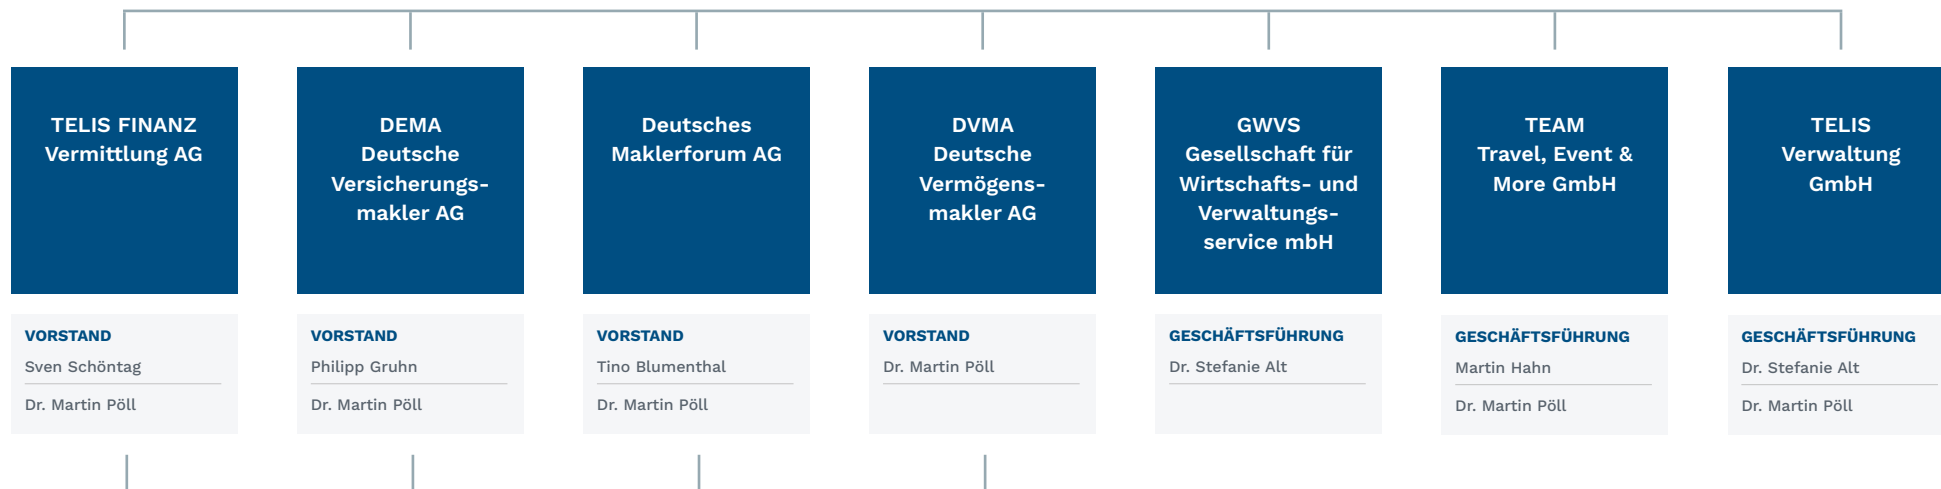 TELIS FINANZ
Vermittlung AG
DEMA
Deutsche
Versicherungs-
makler AG
Deutsches
Maklerforum AG
DVMA
Deutsche
Vermögens-
makler AG
GWVS
Gesellschaft für
Wirtschafts- und
Verwaltungs-
service mbH
TEAM
Travel, Event &
More GmbH
TELIS
Verwaltung
GmbH
VORSTAND
Sven Schöntag
Dr. Martin Pöll
VORSTAND
Philipp Gruhn
Dr. Martin Pöll
VORSTAND
Tino Blumenthal
Dr. Martin Pöll
VORSTAND
Dr. Martin Pöll
GESCHÄFTSFÜHRUNG
Dr. Stefanie Alt
GESCHÄFTSFÜHRUNG
Martin Hahn
Dr. Martin Pöll
GESCHÄFTSFÜHRUNG
Dr. Stefanie Alt
Dr. Martin Pöll